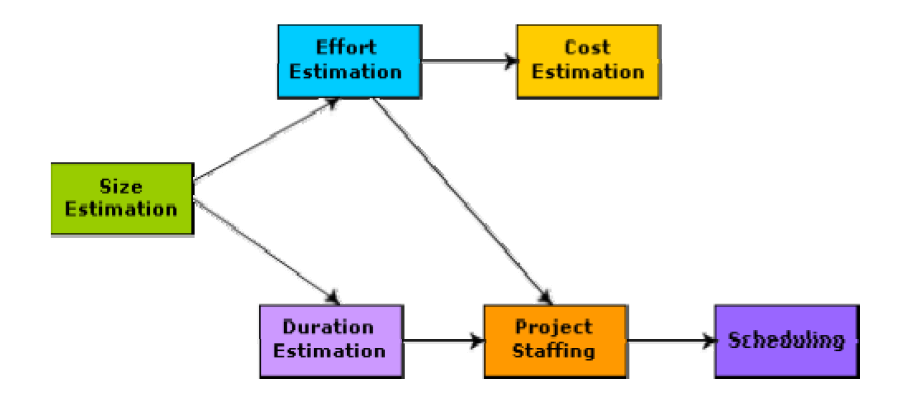 Effort
Estimation
Cost
Estimation
Size
Estimation
Duration
Estimation
Project
Staffing
Scheduling